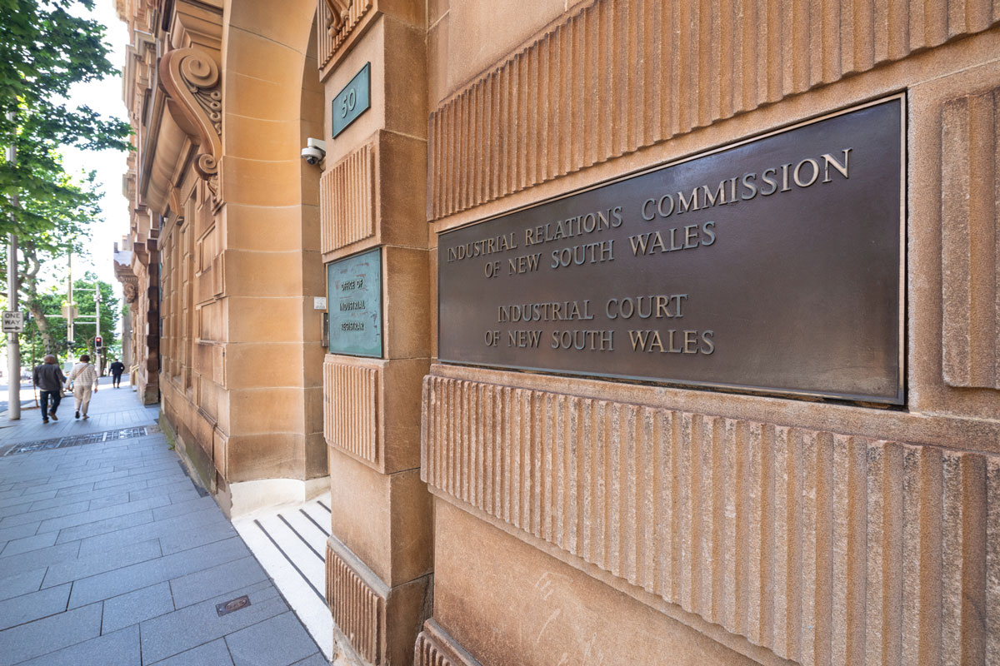 50
OFFICE OF
INDUSTRIAL
REGISTRAR
INDUSTRIAL RELATIONS COMMISSION
OF NEW SOUTH WALES
INDUSTRIAL COURT
OF NEW SOUTH WALES
ONE
WAY